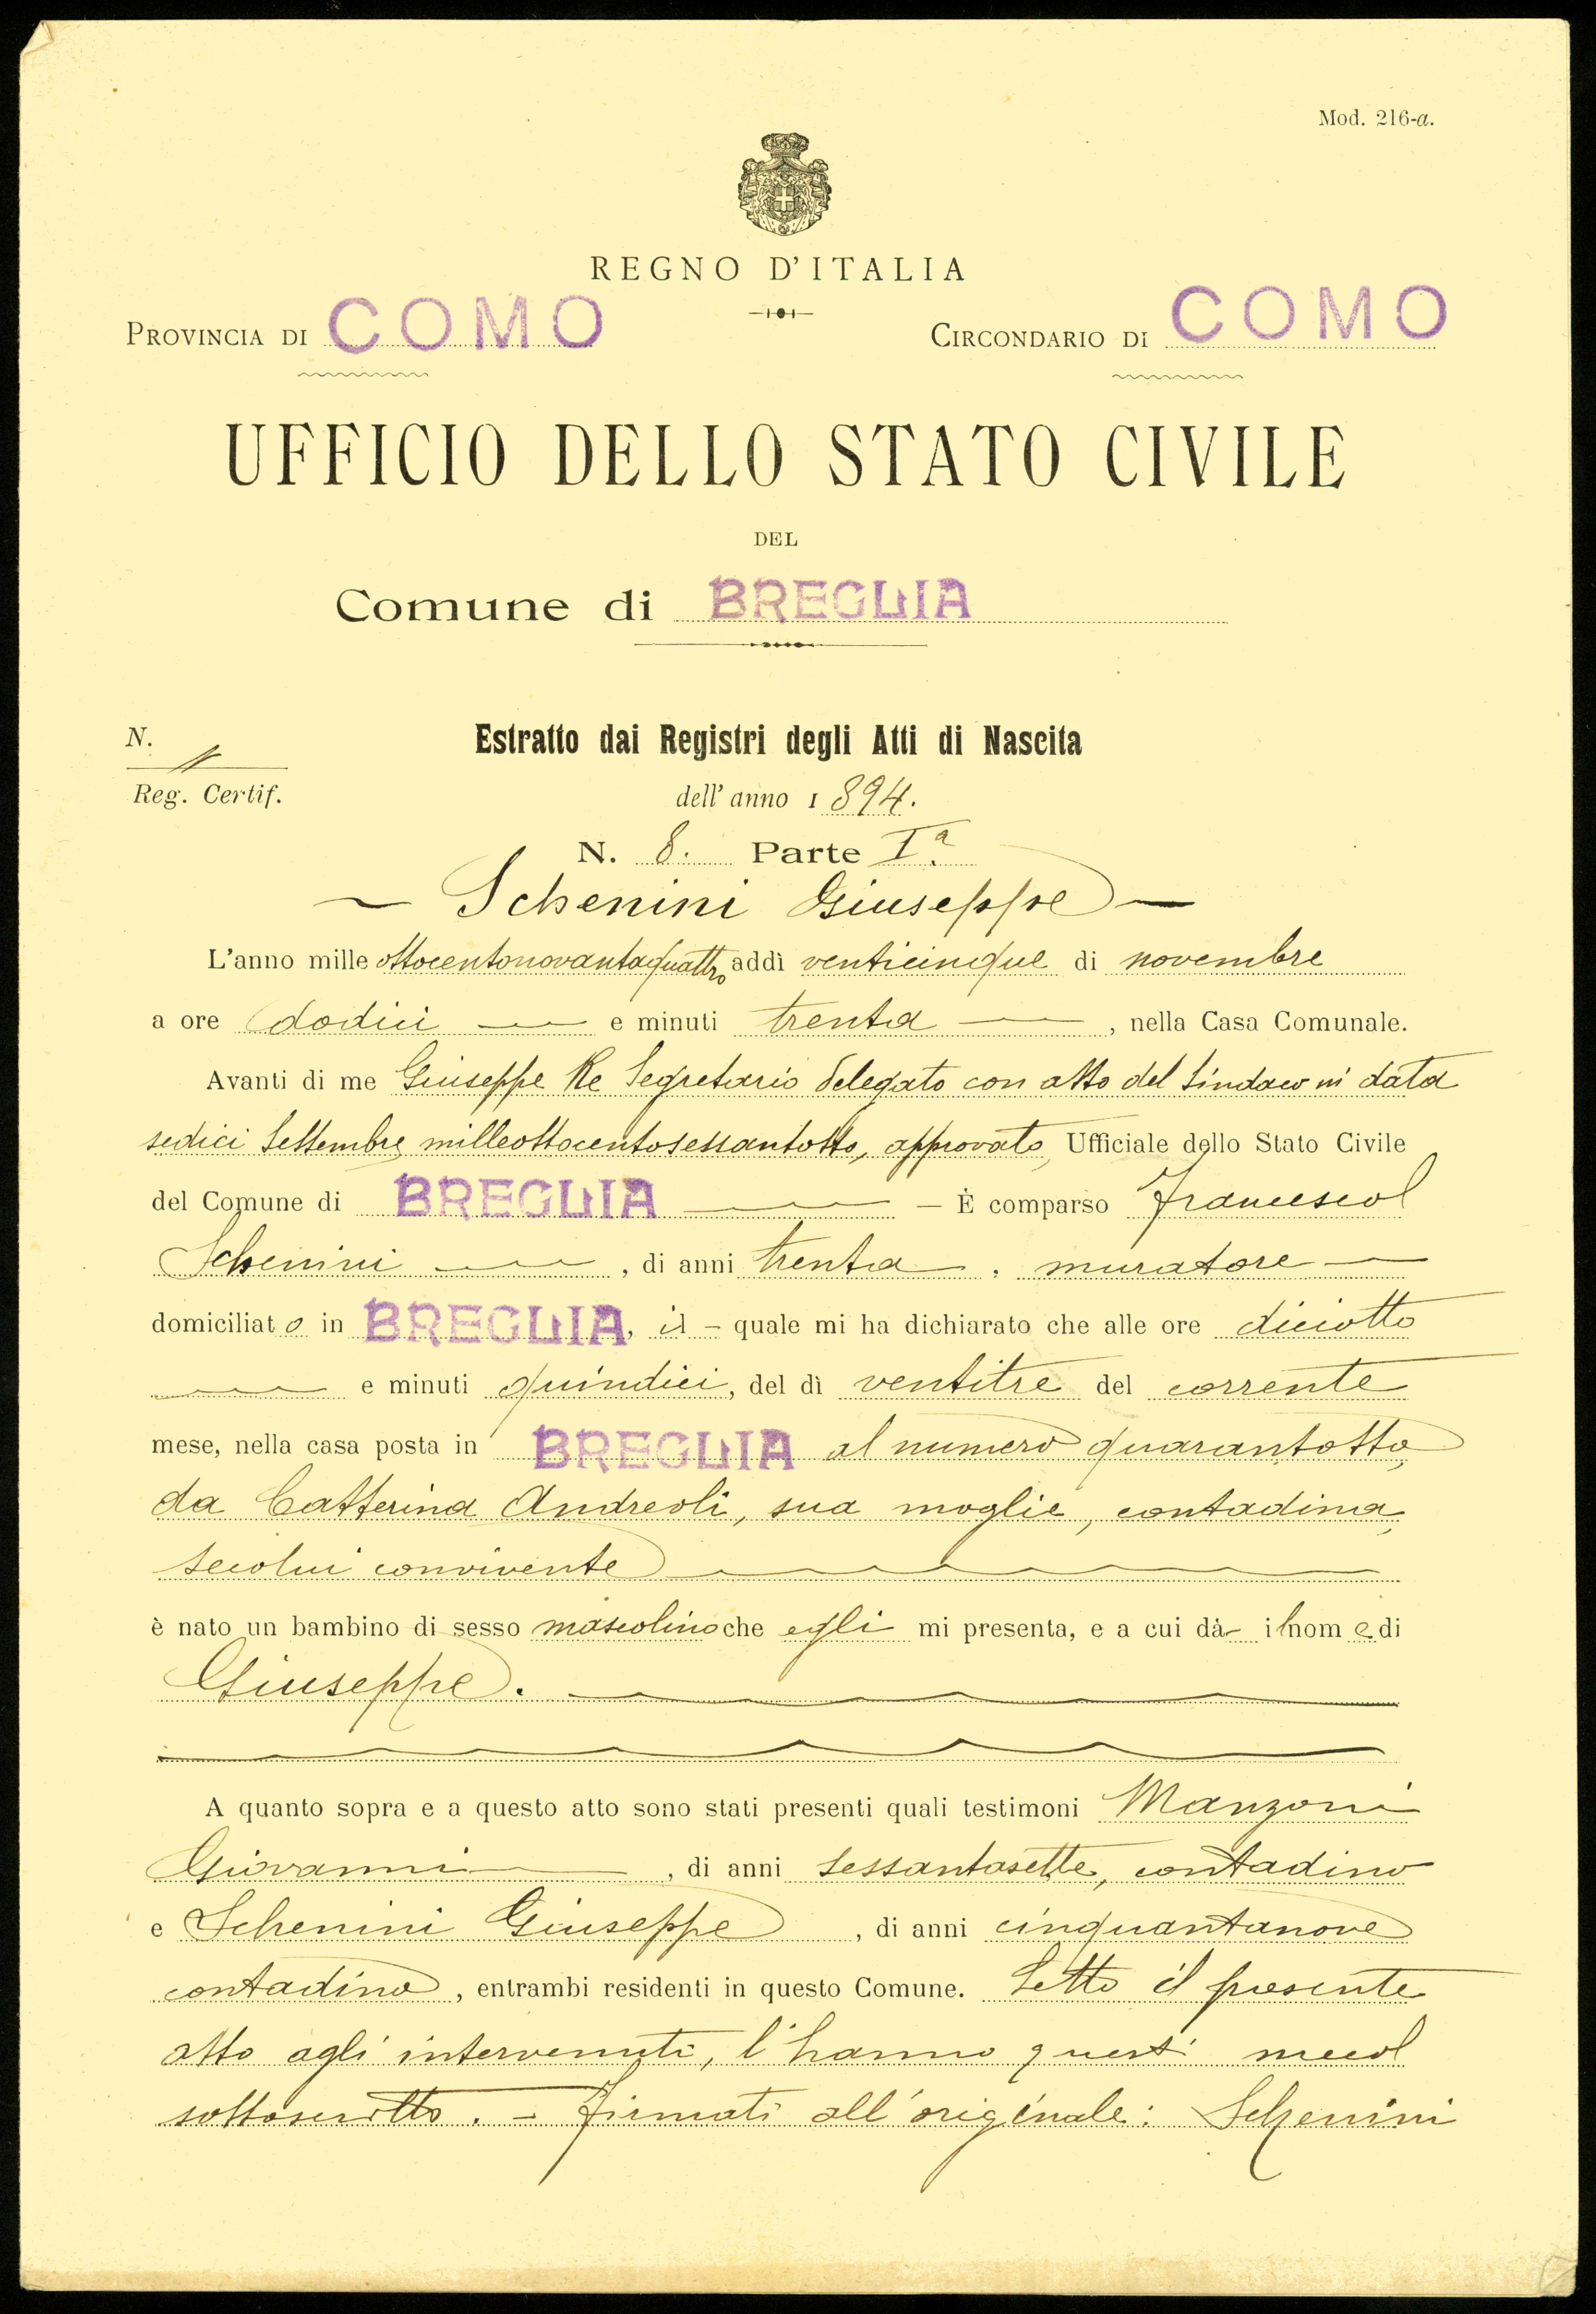 Mod. 216-a.
REGNO D'ITALIA
PROVINCIA DI COMO CIRCONDARIO DI COMO
UFFICIO DELLO STATO CIVILE
DEL
Comune di BREGLIA
N. Estratto dai Registri degli Atti di Nascita
Reg. Certif. dell' anno 1894.
N. 8. Parte Iª.
Schenini Giuseppe
L'anno mille ottocentonovantaquattro addì venticinque di novembre
a ore dodici e minuti trenta, nella Casa Comunale.
Avanti di me Giuseppe Re Segretario delegato con atto del Sindaco in data
sedici Settembre milleottocentosessantotto, approvato, Ufficiale dello Stato Civile
del Comune di BREGLIA — È comparso Francesco
Schenini, di anni trenta, muratore
domiciliato in BREGLIA, il – quale mi ha dichiarato che alle ore diciotto
e minuti quindici, del dì ventitre del corrente
mese, nella casa posta in BREGLIA al numero quarantotto,
da Catterina Andreoli, sua moglie, contadina,
secolui convivente
è nato un bambino di sesso mascolino che egli mi presenta, e a cui dà il nome di
Giuseppe.
A quanto sopra e a questo atto sono stati presenti quali testimoni Manzoni
Giovanni, di anni sessantasette, contadino
e Schenini Giuseppe, di anni cinquantanove
contadino, entrambi residenti in questo Comune. Letto il presente
atto agli intervenuti, l'hanno questi meco
sottoscritto. – Firmati all'originale: Schenini